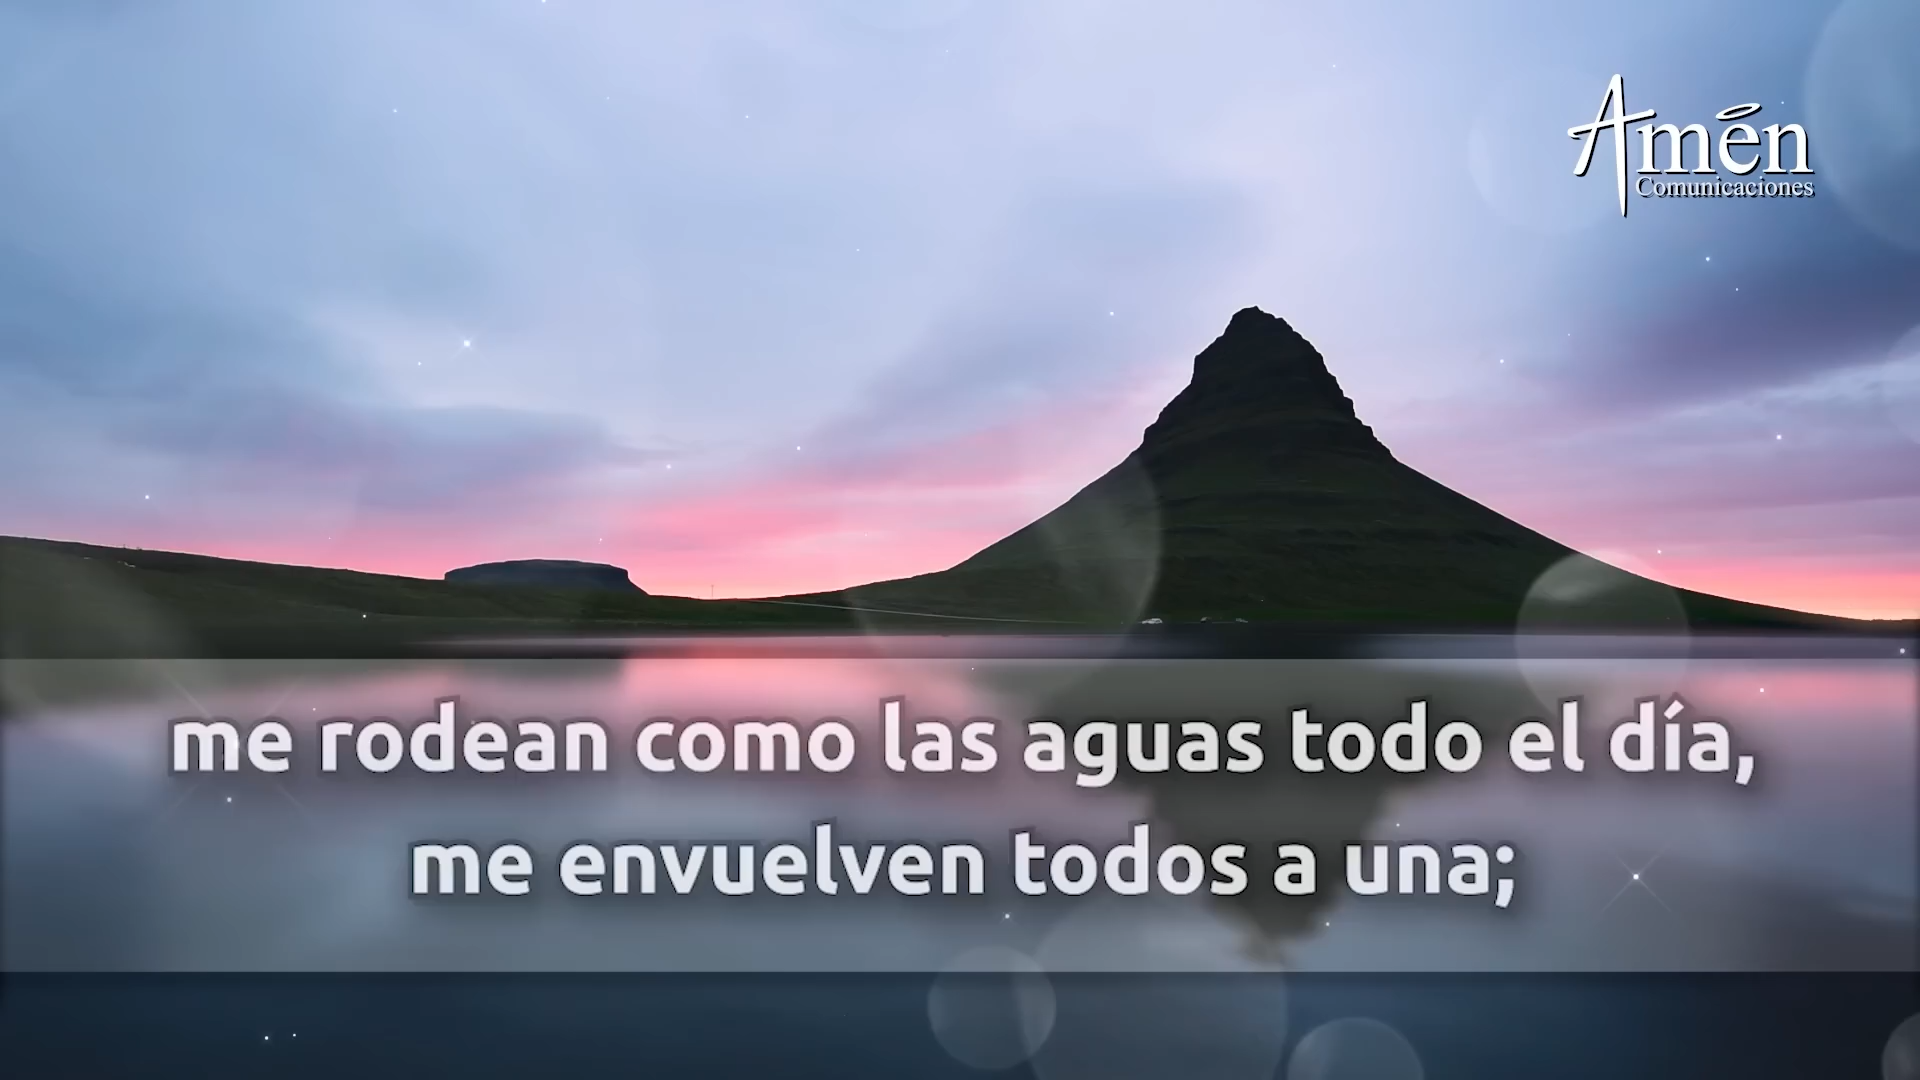 Amén
Comunicaciones
me rodean como las aguas todo el día,
me envuelven todos a una;